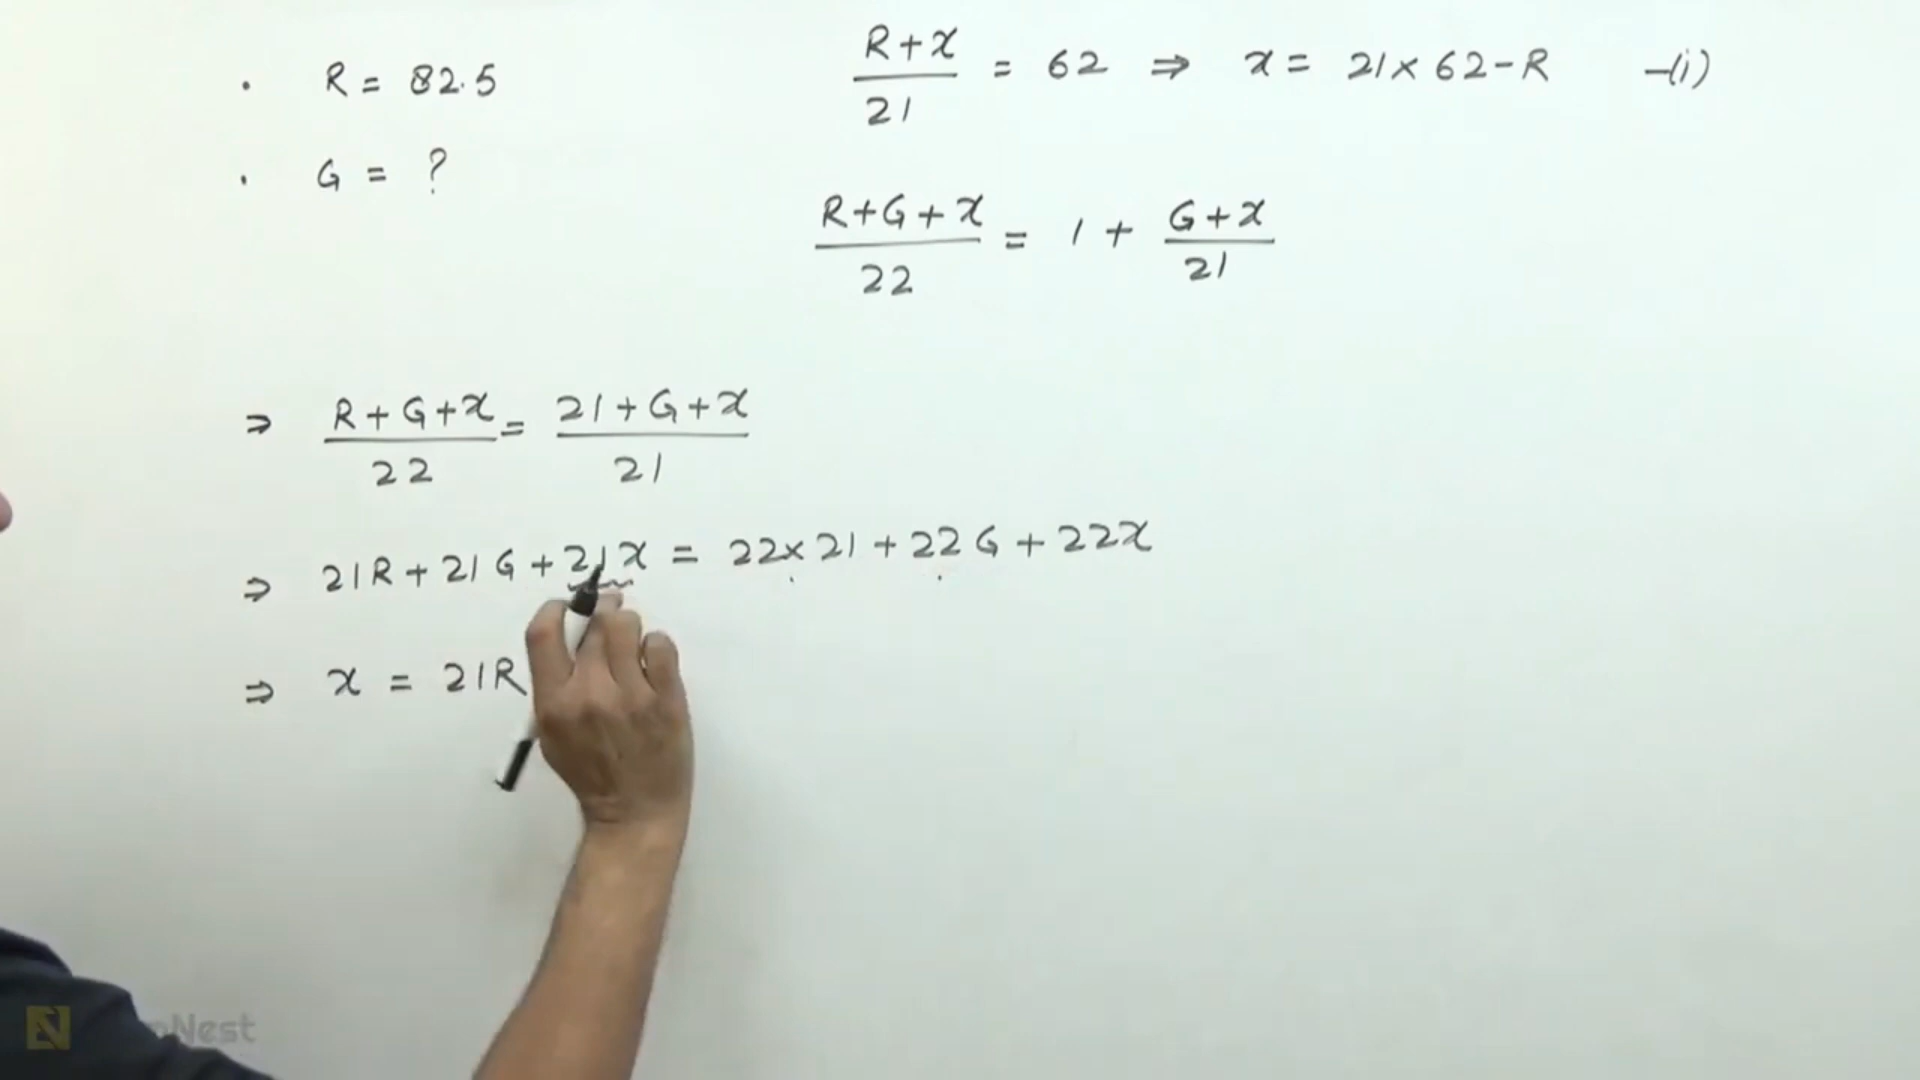 . R = 82.5
. G = ?
(R+x)/21 = 62 ⇒ x = 21 × 62 - R -(i)
(R+G+x)/22 = 1 + (G+x)/21
⇒ (R+G+x)/22 = (21+G+x)/21
⇒ 21R + 21G + 21x = 22×21 + 22G + 22x
⇒ x = 21R